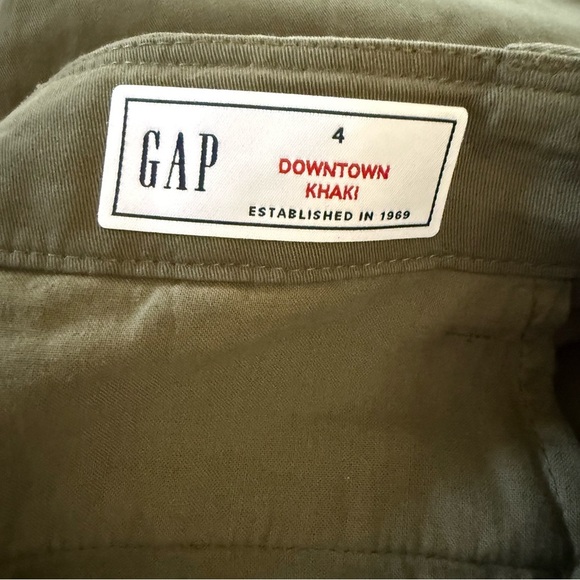 GAP
4
DOWNTOWN
KHAKI
ESTABLISHED IN 1969